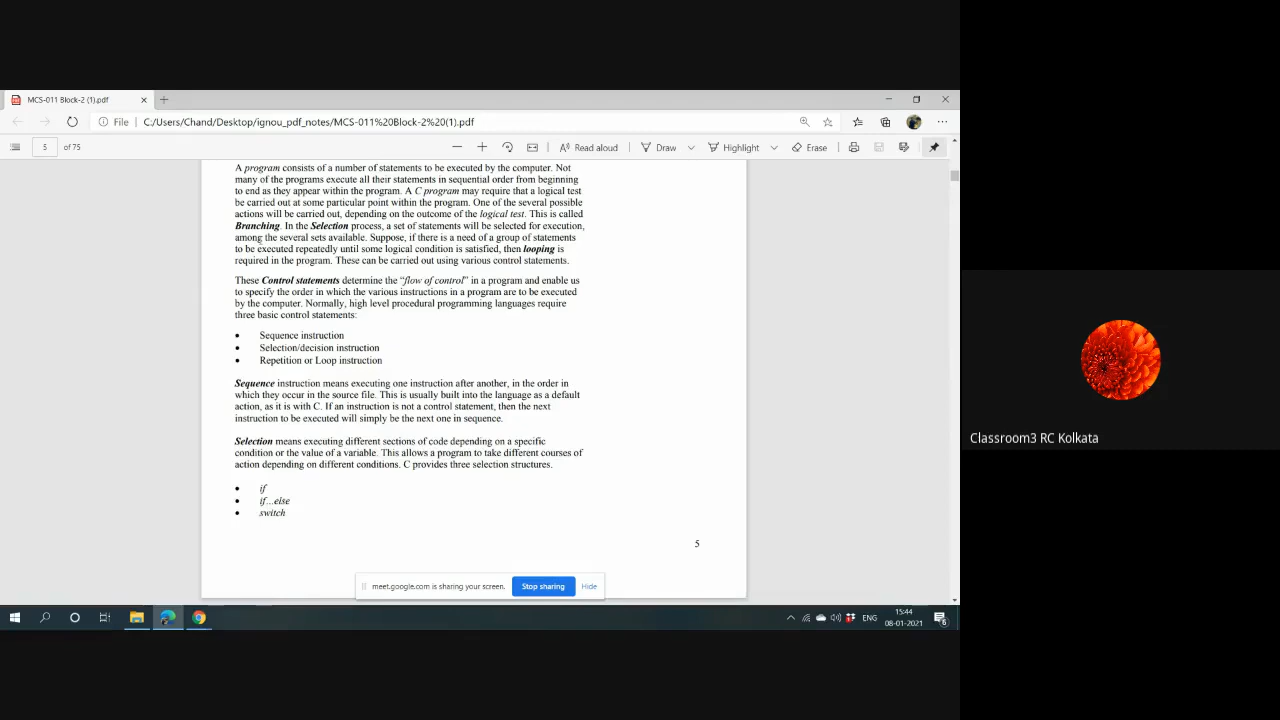 MCS-011 Block-2 (1).pdf
File
C:/Users/Chand/Desktop/ignou_pdf_notes/MCS-011%20Block-2%20(1).pdf
5 of 75
Read aloud
Draw
Highlight
Erase
A program consists of a number of statements to be executed by the computer. Not
many of the programs execute all their statements in sequential order from beginning
to end as they appear within the program. A C program may require that a logical test
be carried out at some particular point within the program. One of the several possible
actions will be carried out, depending on the outcome of the logical test. This is called
Branching. In the Selection process, a set of statements will be selected for execution,
among the several sets available. Suppose, if there is a need of a group of statements
to be executed repeatedly until some logical condition is satisfied, then looping is
required in the program. These can be carried out using various control statements.
These Control statements determine the “flow of control” in a program and enable us
to specify the order in which the various instructions in a program are to be executed
by the computer. Normally, high level procedural programming languages require
three basic control statements:
• Sequence instruction
• Selection/decision instruction
• Repetition or Loop instruction
Sequence instruction means executing one instruction after another, in the order in
which they occur in the source file. This is usually built into the language as a default
action, as it is with C. If an instruction is not a control statement, then the next
instruction to be executed will simply be the next one in sequence.
Selection means executing different sections of code depending on a specific
condition or the value of a variable. This allows a program to take different courses of
action depending on different conditions. C provides three selection structures.
• if
• if...else
• switch
5
meet.google.com is sharing your screen.
Stop sharing
Hide
ENG
15:44
08-01-2021
6
Classroom3 RC Kolkata